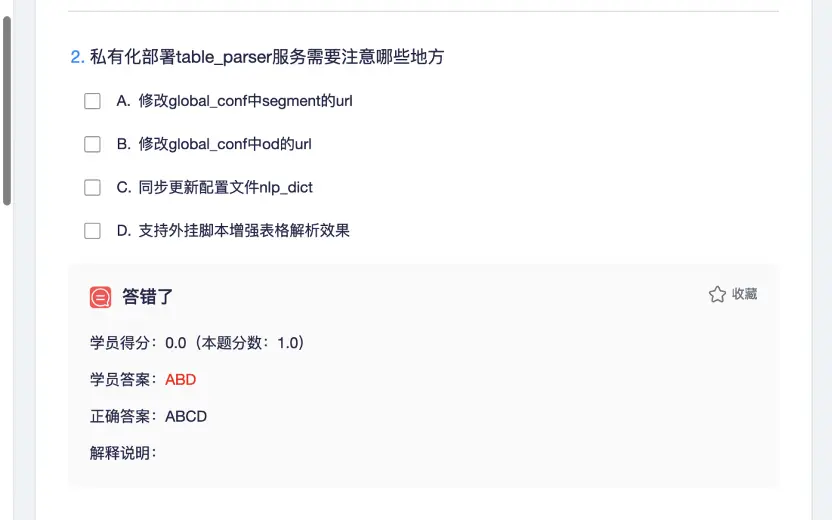 2. 私有化部署table_parser服务需要注意哪些地方
A. 修改global_conf中segment的url
B. 修改global_conf中od的url
C. 同步更新配置文件nlp_dict
D. 支持外挂脚本增强表格解析效果
答错了
收藏
学员得分：0.0（本题分数：1.0）
学员答案：ABD
正确答案：ABCD
解释说明：